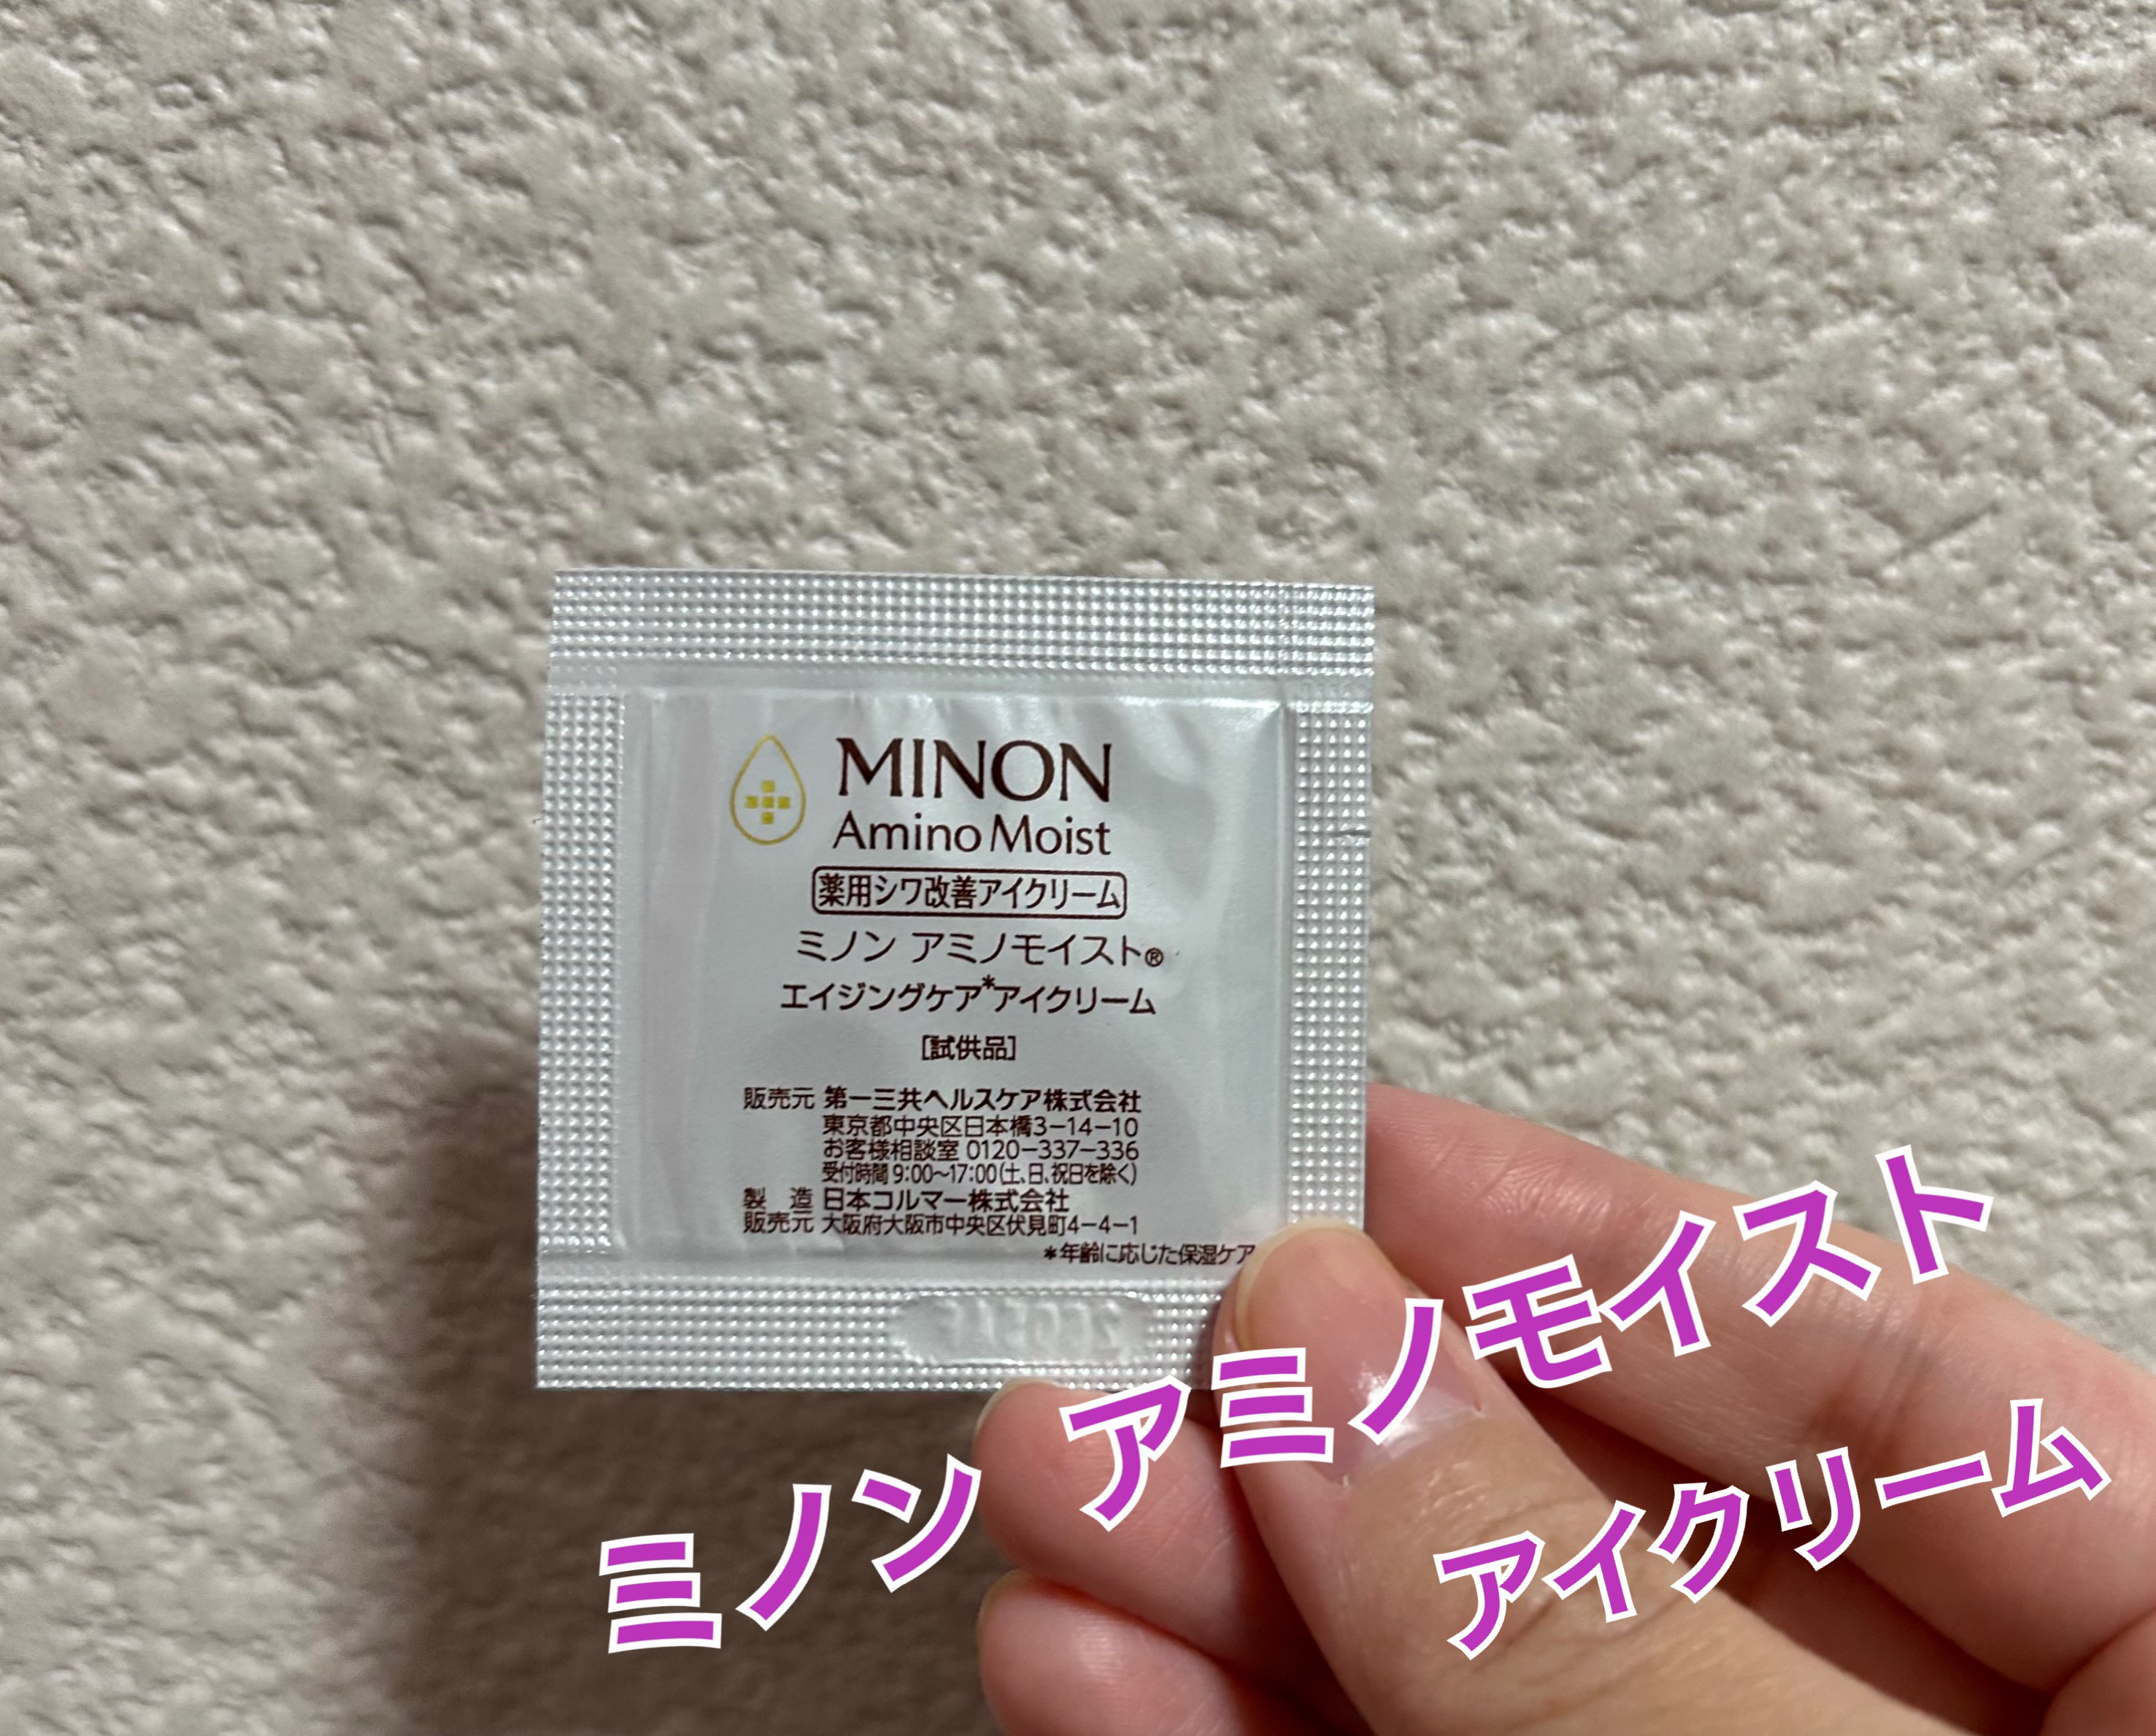 MINON
Amino Moist
薬用シワ改善アイクリーム
ミノン アミノモイスト®
エイジングケア*アイクリーム
[試供品]
販売元 第一三共ヘルスケア株式会社
東京都中央区日本橋3-14-10
お客様相談室 0120-337-336
受付時間 9:00~17:00(土、日、祝日を除く)
製 造 日本コルマー株式会社
販売元 大阪府大阪市中央区伏見町4-4-1
*年齢に応じた保湿ケア
ミノン アミノモイスト
アイクリーム